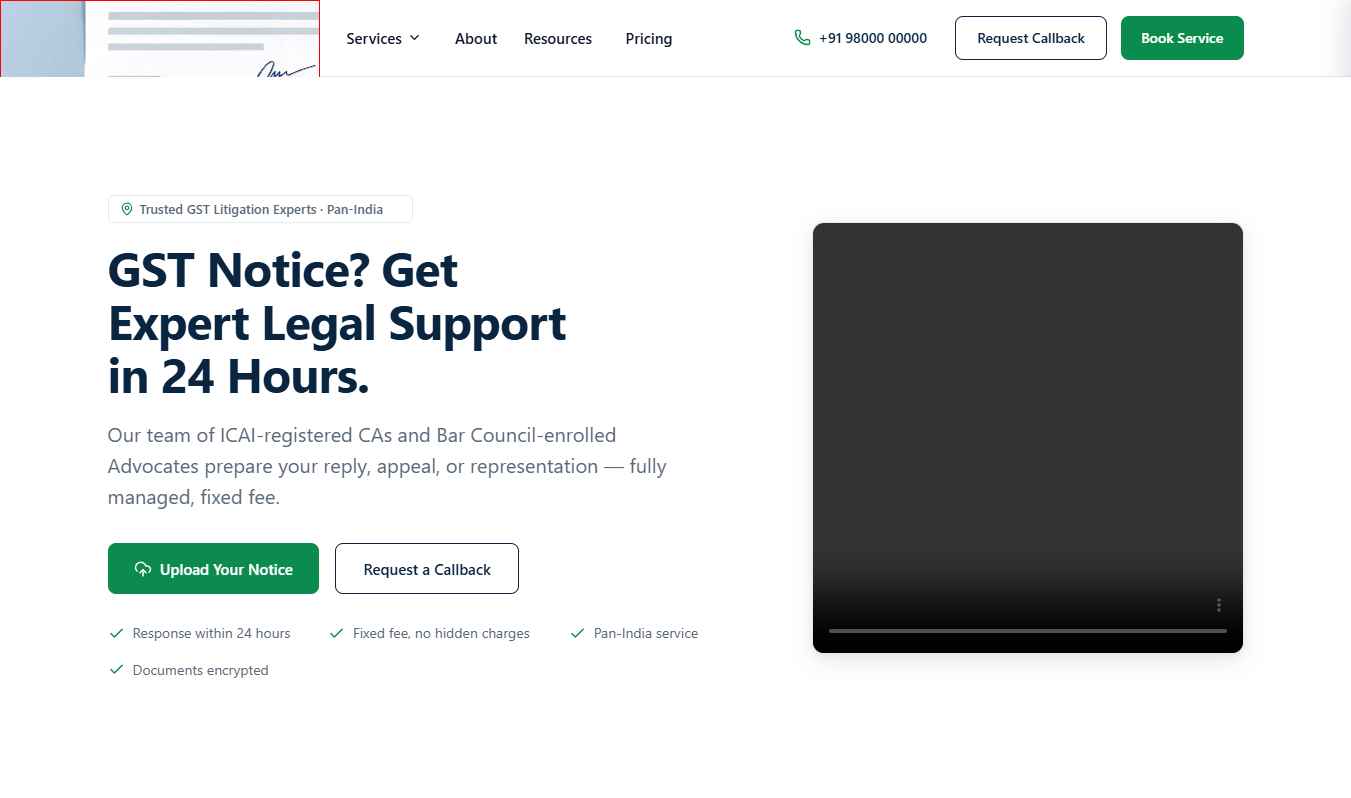 Services
About
Resources
Pricing
+91 98000 00000
Request Callback
Book Service
Trusted GST Litigation Experts · Pan-India
GST Notice? Get
Expert Legal Support
in 24 Hours.
Our team of ICAI-registered CAs and Bar Council-enrolled
Advocates prepare your reply, appeal, or representation — fully
managed, fixed fee.
Upload Your Notice
Request a Callback
Response within 24 hours
Fixed fee, no hidden charges
Pan-India service
Documents encrypted